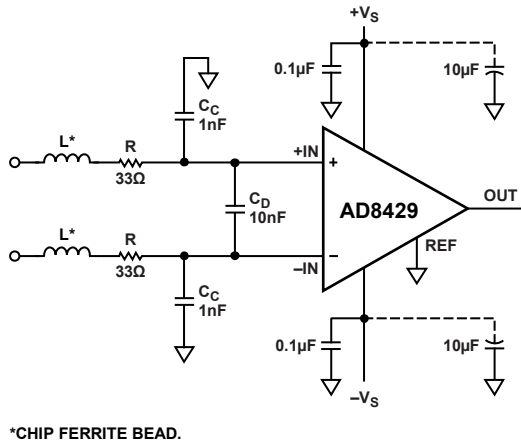 +VS
0.1µF
10µF
CC
1nF
L*
R
33Ω
+IN
+
CD
10nF
AD8429
OUT
REF
L*
R
33Ω
−IN
−
CC
1nF
0.1µF
10µF
−VS
*CHIP FERRITE BEAD.